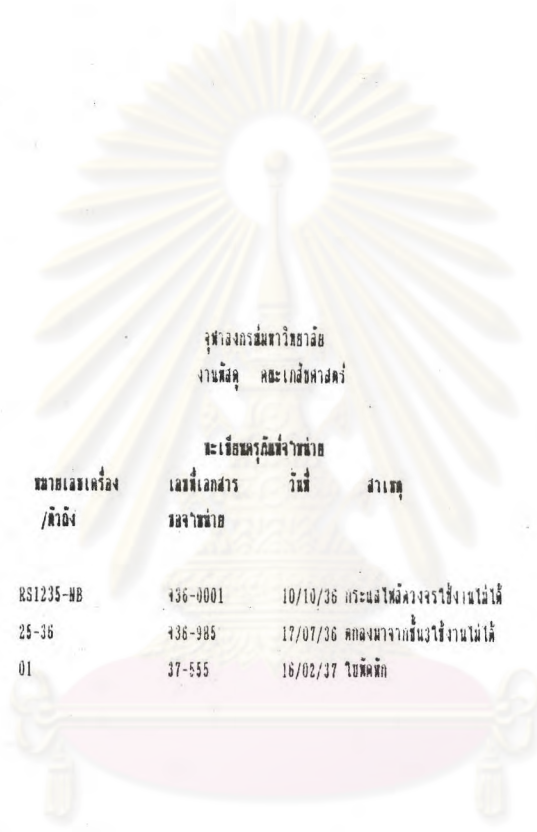 จุฬาลงกรณ์มหาวิทยาลัย
งานพัสดุ คณะเภสัชศาสตร์
ทะเบียนครุภัณฑ์จำหน่าย
หมายเลขเครื่อง เลขที่เอกสาร วันที่ สาเหตุ
/ตัวถัง ขอจำหน่าย
RS1235-NB จ36-0001 10/10/36 กระแสไฟลัดวงจรใช้งานไม่ได้
25-36 จ36-985 17/07/36 ตกลงมาจากชั้น3ใช้งานไม่ได้
01 37-555 16/02/37 ใบพัดหัก